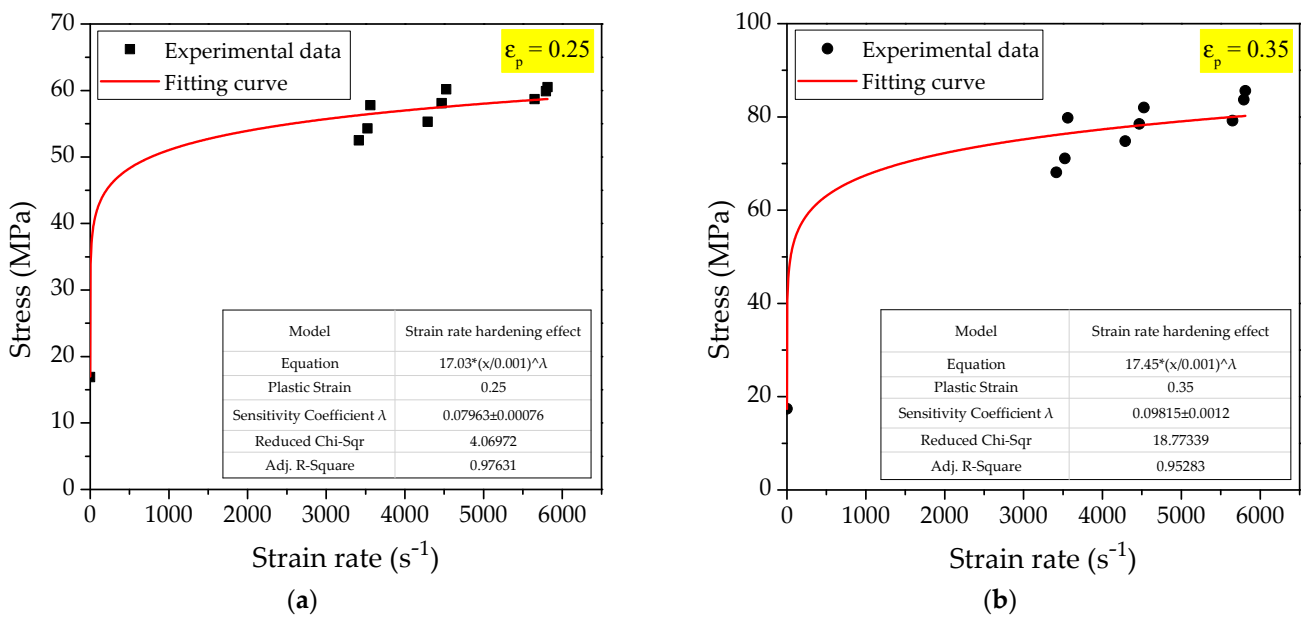 70
60
50
40
30
20
10
0
Stress (MPa)
Experimental data
Fitting curve
εp = 0.25
Model Strain rate hardening effect
Equation 17.03*(x/0.001)^λ
Plastic Strain 0.25
Sensitivity Coefficient λ 0.07963±0.00076
Reduced Chi-Sqr 4.06972
Adj. R-Square 0.97631
0 1000 2000 3000 4000 5000 6000
Strain rate (s-1)
(a)
100
80
60
40
20
0
Stress (MPa)
Experimental data
Fitting curve
εp = 0.35
Model Strain rate hardening effect
Equation 17.45*(x/0.001)^λ
Plastic Strain 0.35
Sensitivity Coefficient λ 0.09815±0.0012
Reduced Chi-Sqr 18.77339
Adj. R-Square 0.95283
0 1000 2000 3000 4000 5000 6000
Strain rate (s-1)
(b)